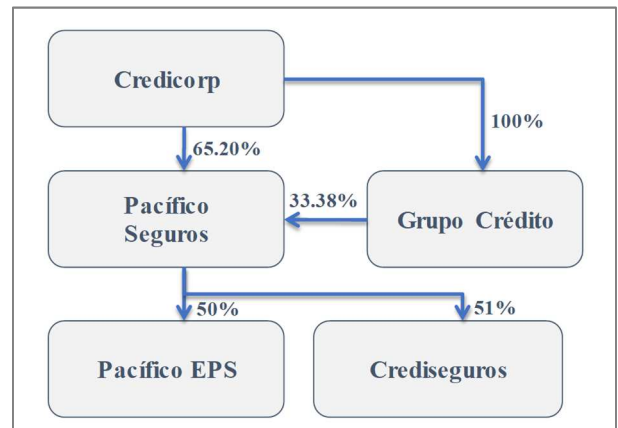 Credicorp
100%
65.20%
Pacífico
Seguros
33.38%
Grupo Crédito
50%
51%
Pacífico EPS
Crediseguros